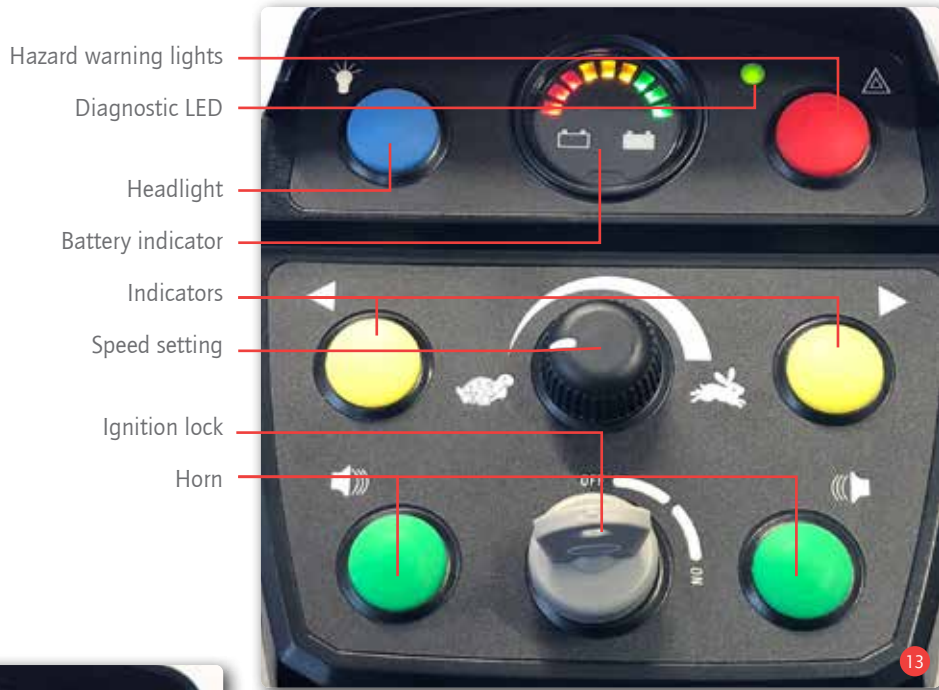 Hazard warning lights
Diagnostic LED
Headlight
Battery indicator
Indicators
Speed setting
Ignition lock
Horn
OFF
ON
13